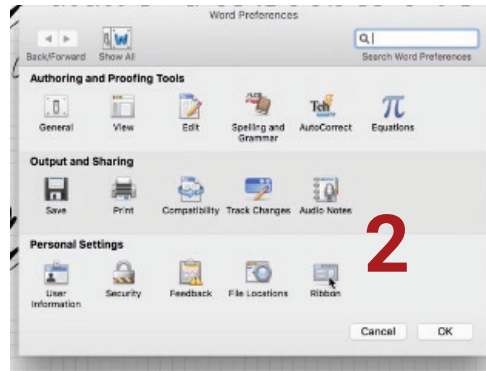 Word Preferences
Back/Forward Show All Search Word Preferences
Authoring and Proofing Tools
General View Edit Spelling and Grammar AutoCorrect Equations
Output and Sharing
Save Print Compatibility Track Changes Audio Notes
Personal Settings
User Information Security Feedback File Locations Ribbon
2
Cancel OK